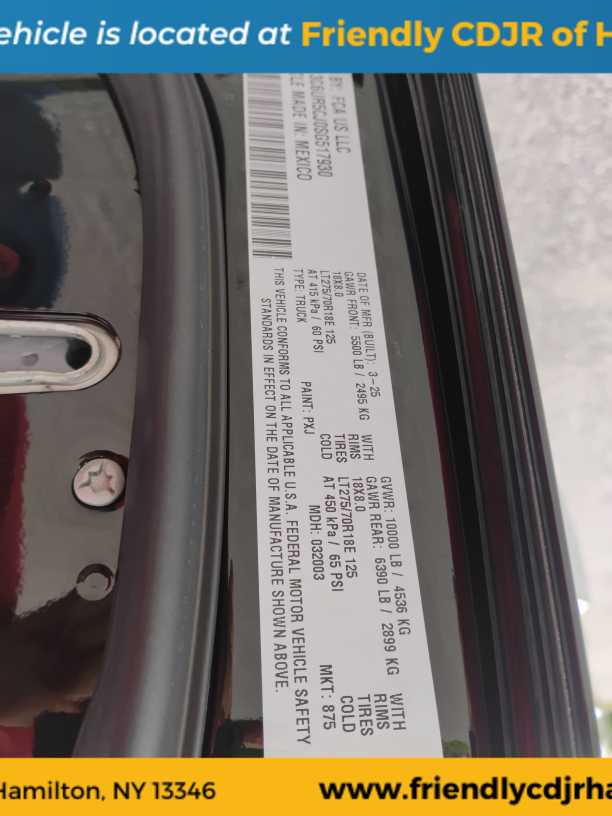 ehicle is located at Friendly CDJR of H
BY: FCA US LLC
3C6UR5CJ0SG517930
LE MADE IN: MEXICO
DATE OF MFR (BUILT): 3-25
GVWR: 10000 LB / 4536 KG
GAWR FRONT: 5500 LB / 2495 KG WITH
GAWR REAR: 6390 LB / 2899 KG WITH
18X8.0 RIMS 18X8.0 RIMS
LT275/70R18E 125 TIRES LT275/70R18E 125 TIRES
AT 415 kPa / 60 PSI COLD AT 450 kPa / 65 PSI COLD
TYPE: TRUCK PAINT: PXJ MDH: 032003 MKT: 875
THIS VEHICLE CONFORMS TO ALL APPLICABLE U.S.A. FEDERAL MOTOR VEHICLE SAFETY
STANDARDS IN EFFECT ON THE DATE OF MANUFACTURE SHOWN ABOVE.
Hamilton, NY 13346 www.friendlycdjrha